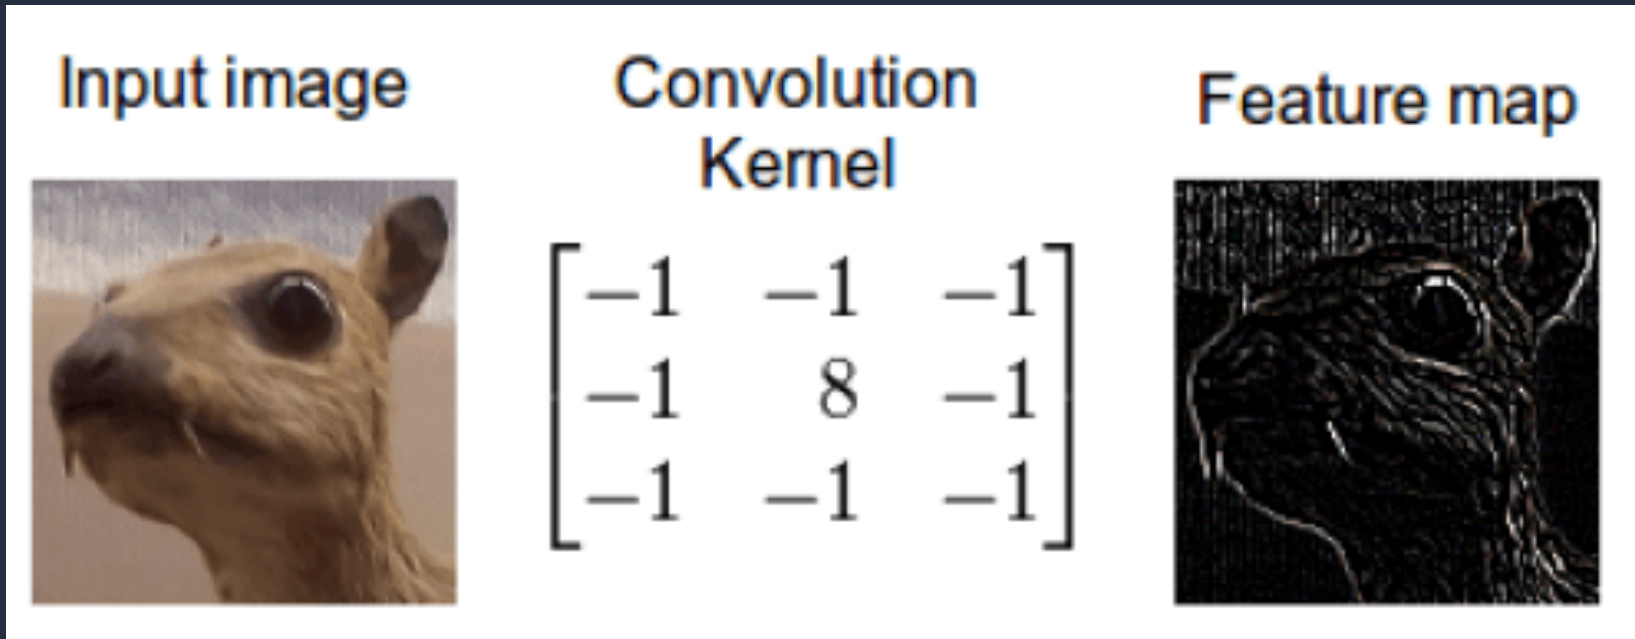 Input image
Convolution
Kernel
Feature map
−1 −1 −1
−1 8 −1
−1 −1 −1